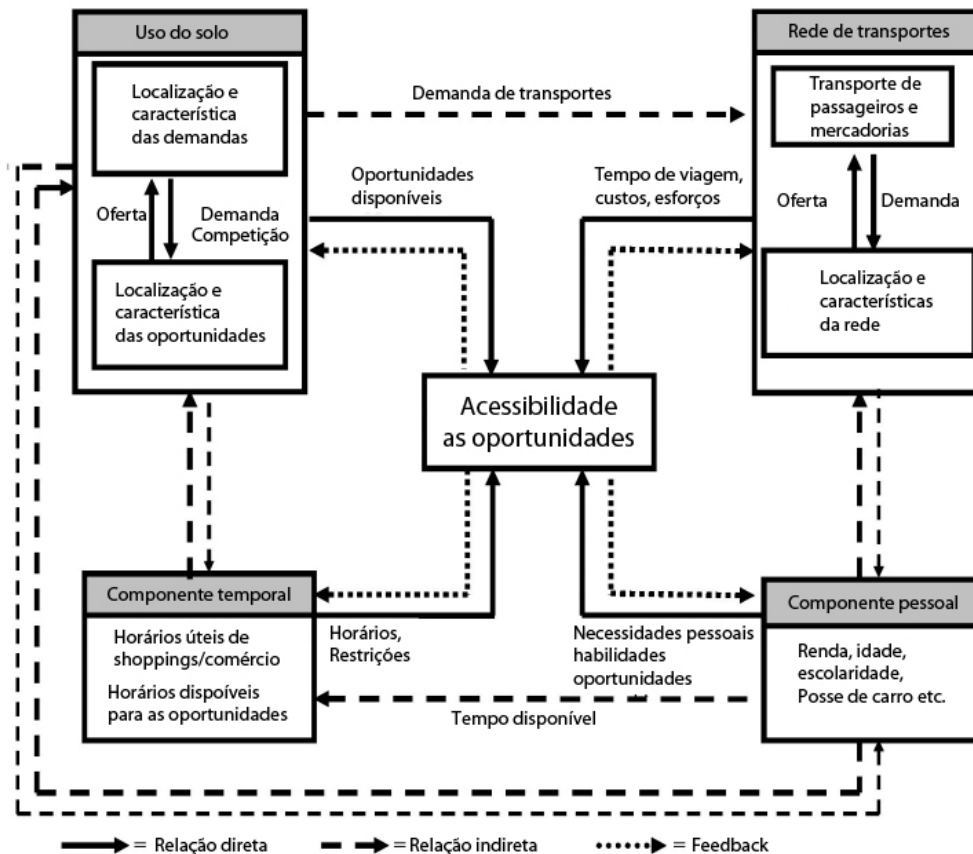 Uso do solo
Localização e
característica
das demandas
Oferta
Demanda
Competição
Localização e
característica
das oportunidades
Demanda de transportes
Oportunidades
disponíveis
Tempo de viagem,
custos, esforços
Rede de transportes
Transporte de
passageiros e
mercadorias
Oferta
Demanda
Localização e
características
da rede
Acessibilidade
as oportunidades
Componente temporal
Horários úteis de
shoppings/comércio
Horários dispoíveis
para as oportunidades
Horários,
Restrições
Necessidades pessoais
habilidades
oportunidades
Tempo disponível
Componente pessoal
Renda, idade,
escolaridade,
Posse de carro etc.
= Relação direta
= Relação indireta
= Feedback